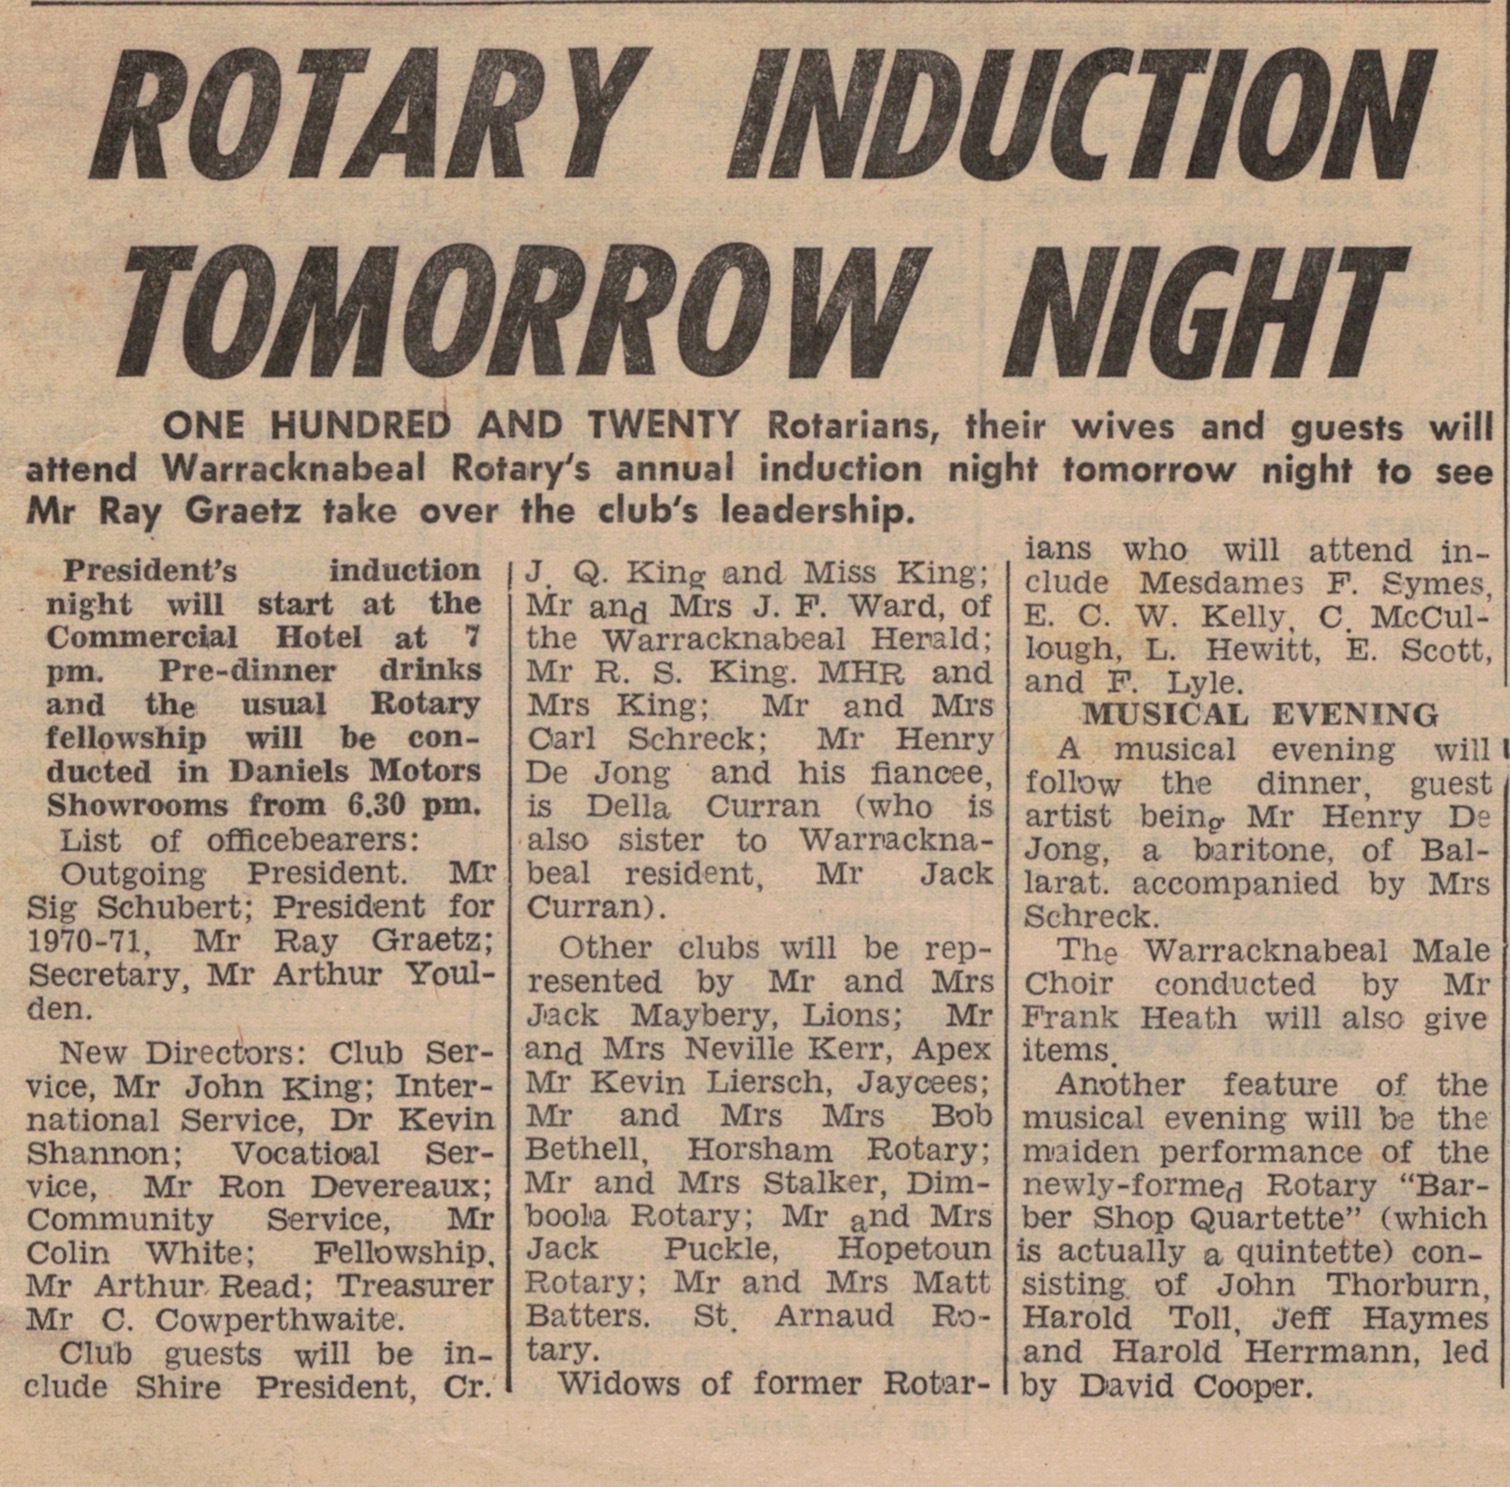 ROTARY INDUCTION
TOMORROW NIGHT
ONE HUNDRED AND TWENTY Rotarians, their wives and guests will
attend Warracknabeal Rotary's annual induction night tomorrow night to see
Mr Ray Graetz take over the club's leadership.
President's induction
night will start at the
Commercial Hotel at 7
pm. Pre-dinner drinks
and the usual Rotary
fellowship will be con-
ducted in Daniels Motors
Showrooms from 6.30 pm.
List of officebearers:
Outgoing President. Mr
Sig Schubert; President for
1970-71, Mr Ray Graetz;
Secretary, Mr Arthur Youl-
den.
New Directors: Club Ser-
vice, Mr John King; Inter-
national Service, Dr Kevin
Shannon; Vocatioal Ser-
vice, Mr Ron Devereaux;
Community Service, Mr
Colin White; Fellowship,
Mr Arthur Read; Treasurer
Mr C. Cowperthwaite.
Club guests will be in-
clude Shire President, Cr.
J. Q. King and Miss King;
Mr and Mrs J. F. Ward, of
the Warracknabeal Herald;
Mr R. S. King. MHR and
Mrs King; Mr and Mrs
Carl Schreck; Mr Henry
De Jong and his fiancee,
is Della Curran (who is
also sister to Warrackna-
beal resident, Mr Jack
Curran).
Other clubs will be rep-
resented by Mr and Mrs
Jack Maybery, Lions; Mr
and Mrs Neville Kerr, Apex
Mr Kevin Liersch, Jaycees;
Mr and Mrs Mrs Bob
Bethell, Horsham Rotary;
Mr and Mrs Stalker, Dim-
boola Rotary; Mr and Mrs
Jack Puckle, Hopetoun
Rotary; Mr and Mrs Matt
Batters. St. Arnaud Ro-
tary.
Widows of former Rotar-
ians who will attend in-
clude Mesdames F. Symes,
E. C. W. Kelly, C. McCul-
lough, L. Hewitt, E. Scott,
and F. Lyle.
MUSICAL EVENING
A musical evening will
follow the dinner, guest
artist being Mr Henry De
Jong, a baritone, of Bal-
larat. accompanied by Mrs
Schreck.
The Warracknabeal Male
Choir conducted by Mr
Frank Heath will also give
items.
Another feature of the
musical evening will be the
maiden performance of the
newly-formed Rotary "Bar-
ber Shop Quartette" (which
is actually a quintette) con-
sisting of John Thorburn,
Harold Toll, Jeff Haymes
and Harold Herrmann, led
by David Cooper.